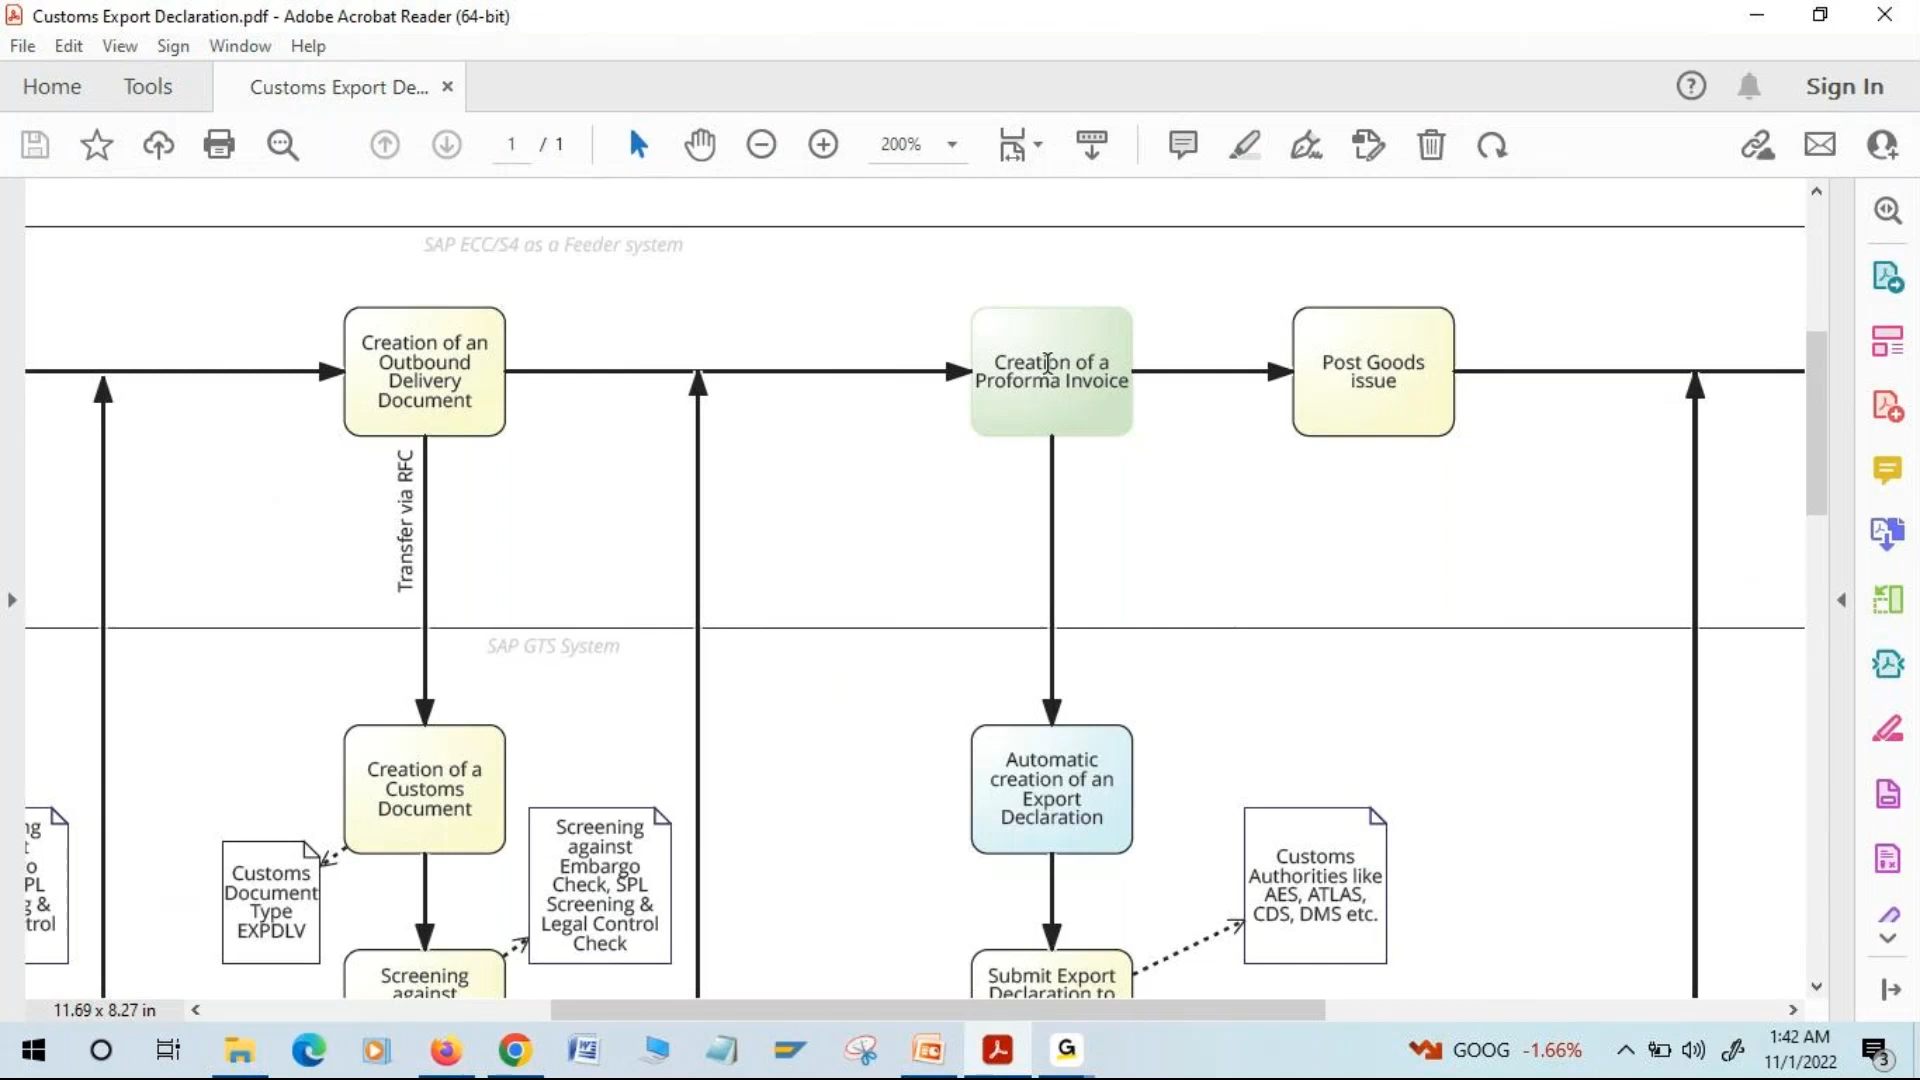 Customs Export Declaration.pdf - Adobe Acrobat Reader (64-bit)
File Edit View Sign Window Help
Home Tools Customs Export De... Sign In
1 / 1
200%
SAP ECC/S4 as a Feeder system
Creation of an
Outbound
Delivery
Document
Creation of a
Proforma Invoice
Post Goods
issue
Transfer via RFC
SAP GTS System
Creation of a
Customs
Document
Automatic
creation of an
Export
Declaration
Customs
Document
Type
EXPDLV
Screening
against
Embargo
Check, SPL
Screening &
Legal Control
Check
Customs
Authorities like
AES, ATLAS,
CDS, DMS etc.
Screening
against
Submit Export
Declaration to
11.69 x 8.27 in
GOOG -1.66%
1:42 AM
11/1/2022
3